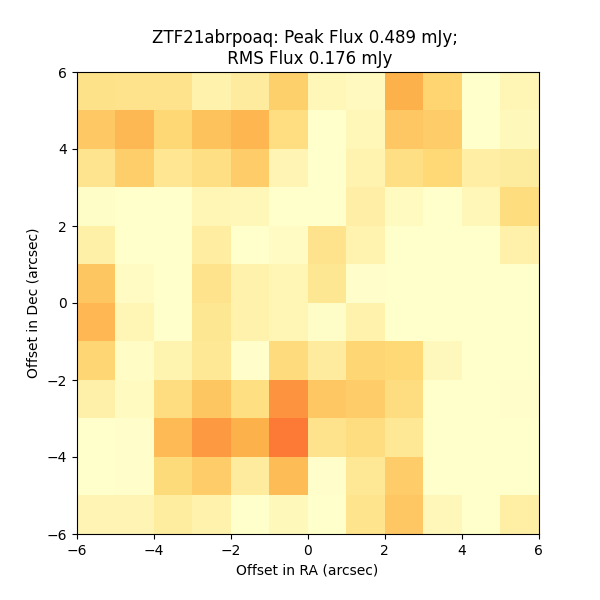 ZTF21abrpoaq: Peak Flux 0.489 mJy;
RMS Flux 0.176 mJy
6
4
2
0
−2
−4
−6
Offset in Dec (arcsec)
−6 −4 −2 0 2 4 6
Offset in RA (arcsec)